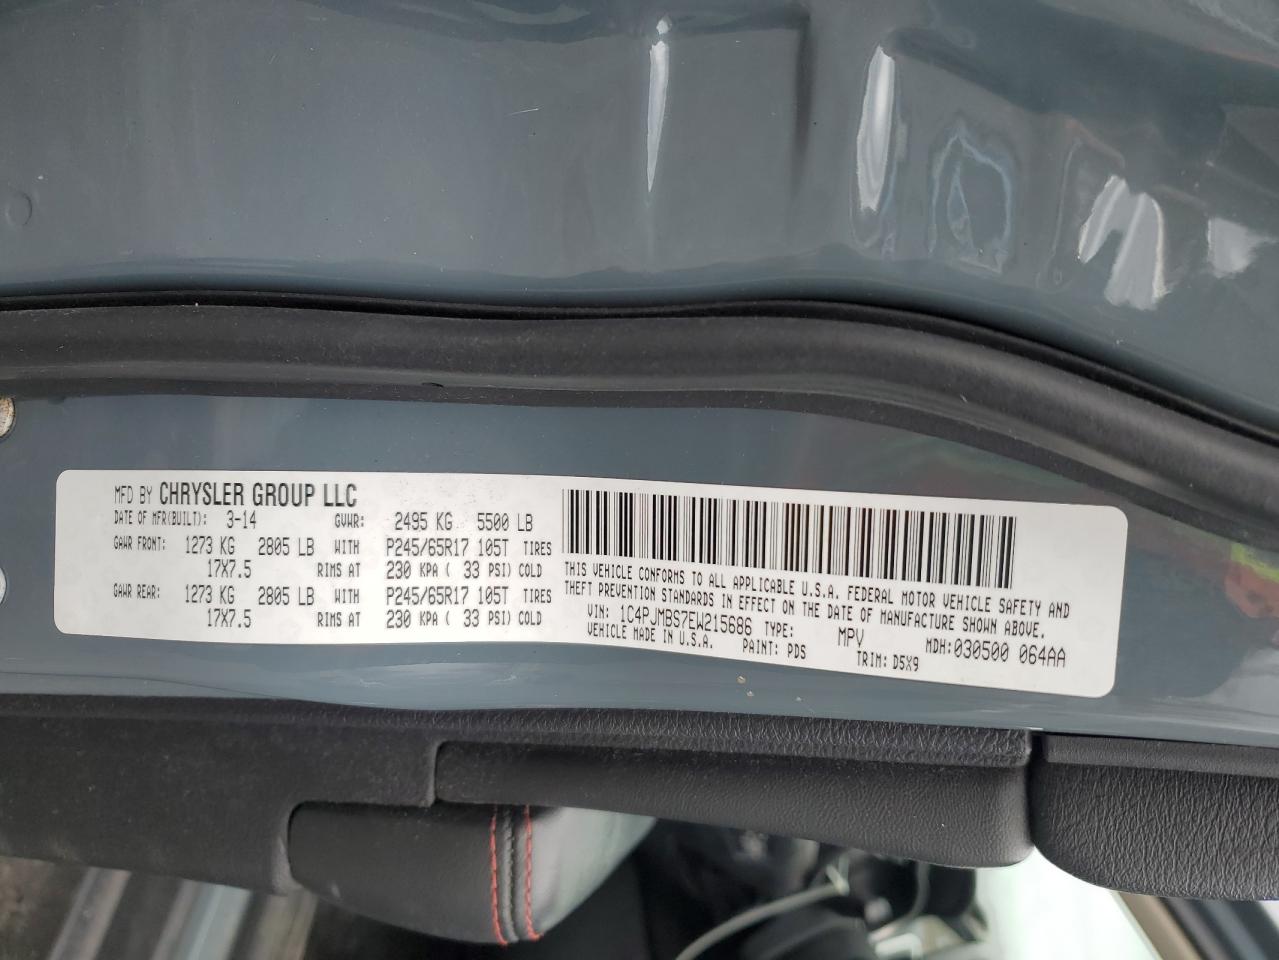 MFD BY CHRYSLER GROUP LLC
DATE OF MFR(BUILT): 3-14 GVWR: 2495 KG 5500 LB
GAWR FRONT: 1273 KG 2805 LB WITH P245/65R17 105T TIRES
17X7.5 RIMS AT 230 KPA ( 33 PSI) COLD
GAWR REAR: 1273 KG 2805 LB WITH P245/65R17 105T TIRES
17X7.5 RIMS AT 230 KPA ( 33 PSI) COLD
THIS VEHICLE CONFORMS TO ALL APPLICABLE U.S.A. FEDERAL MOTOR VEHICLE SAFETY AND
THEFT PREVENTION STANDARDS IN EFFECT ON THE DATE OF MANUFACTURE SHOWN ABOVE.
VIN: 1C4PJMBS7EW215686 TYPE: MPV MDH: 030500 064AA
VEHICLE MADE IN U.S.A. PAINT: PDS TRIM: D5X9